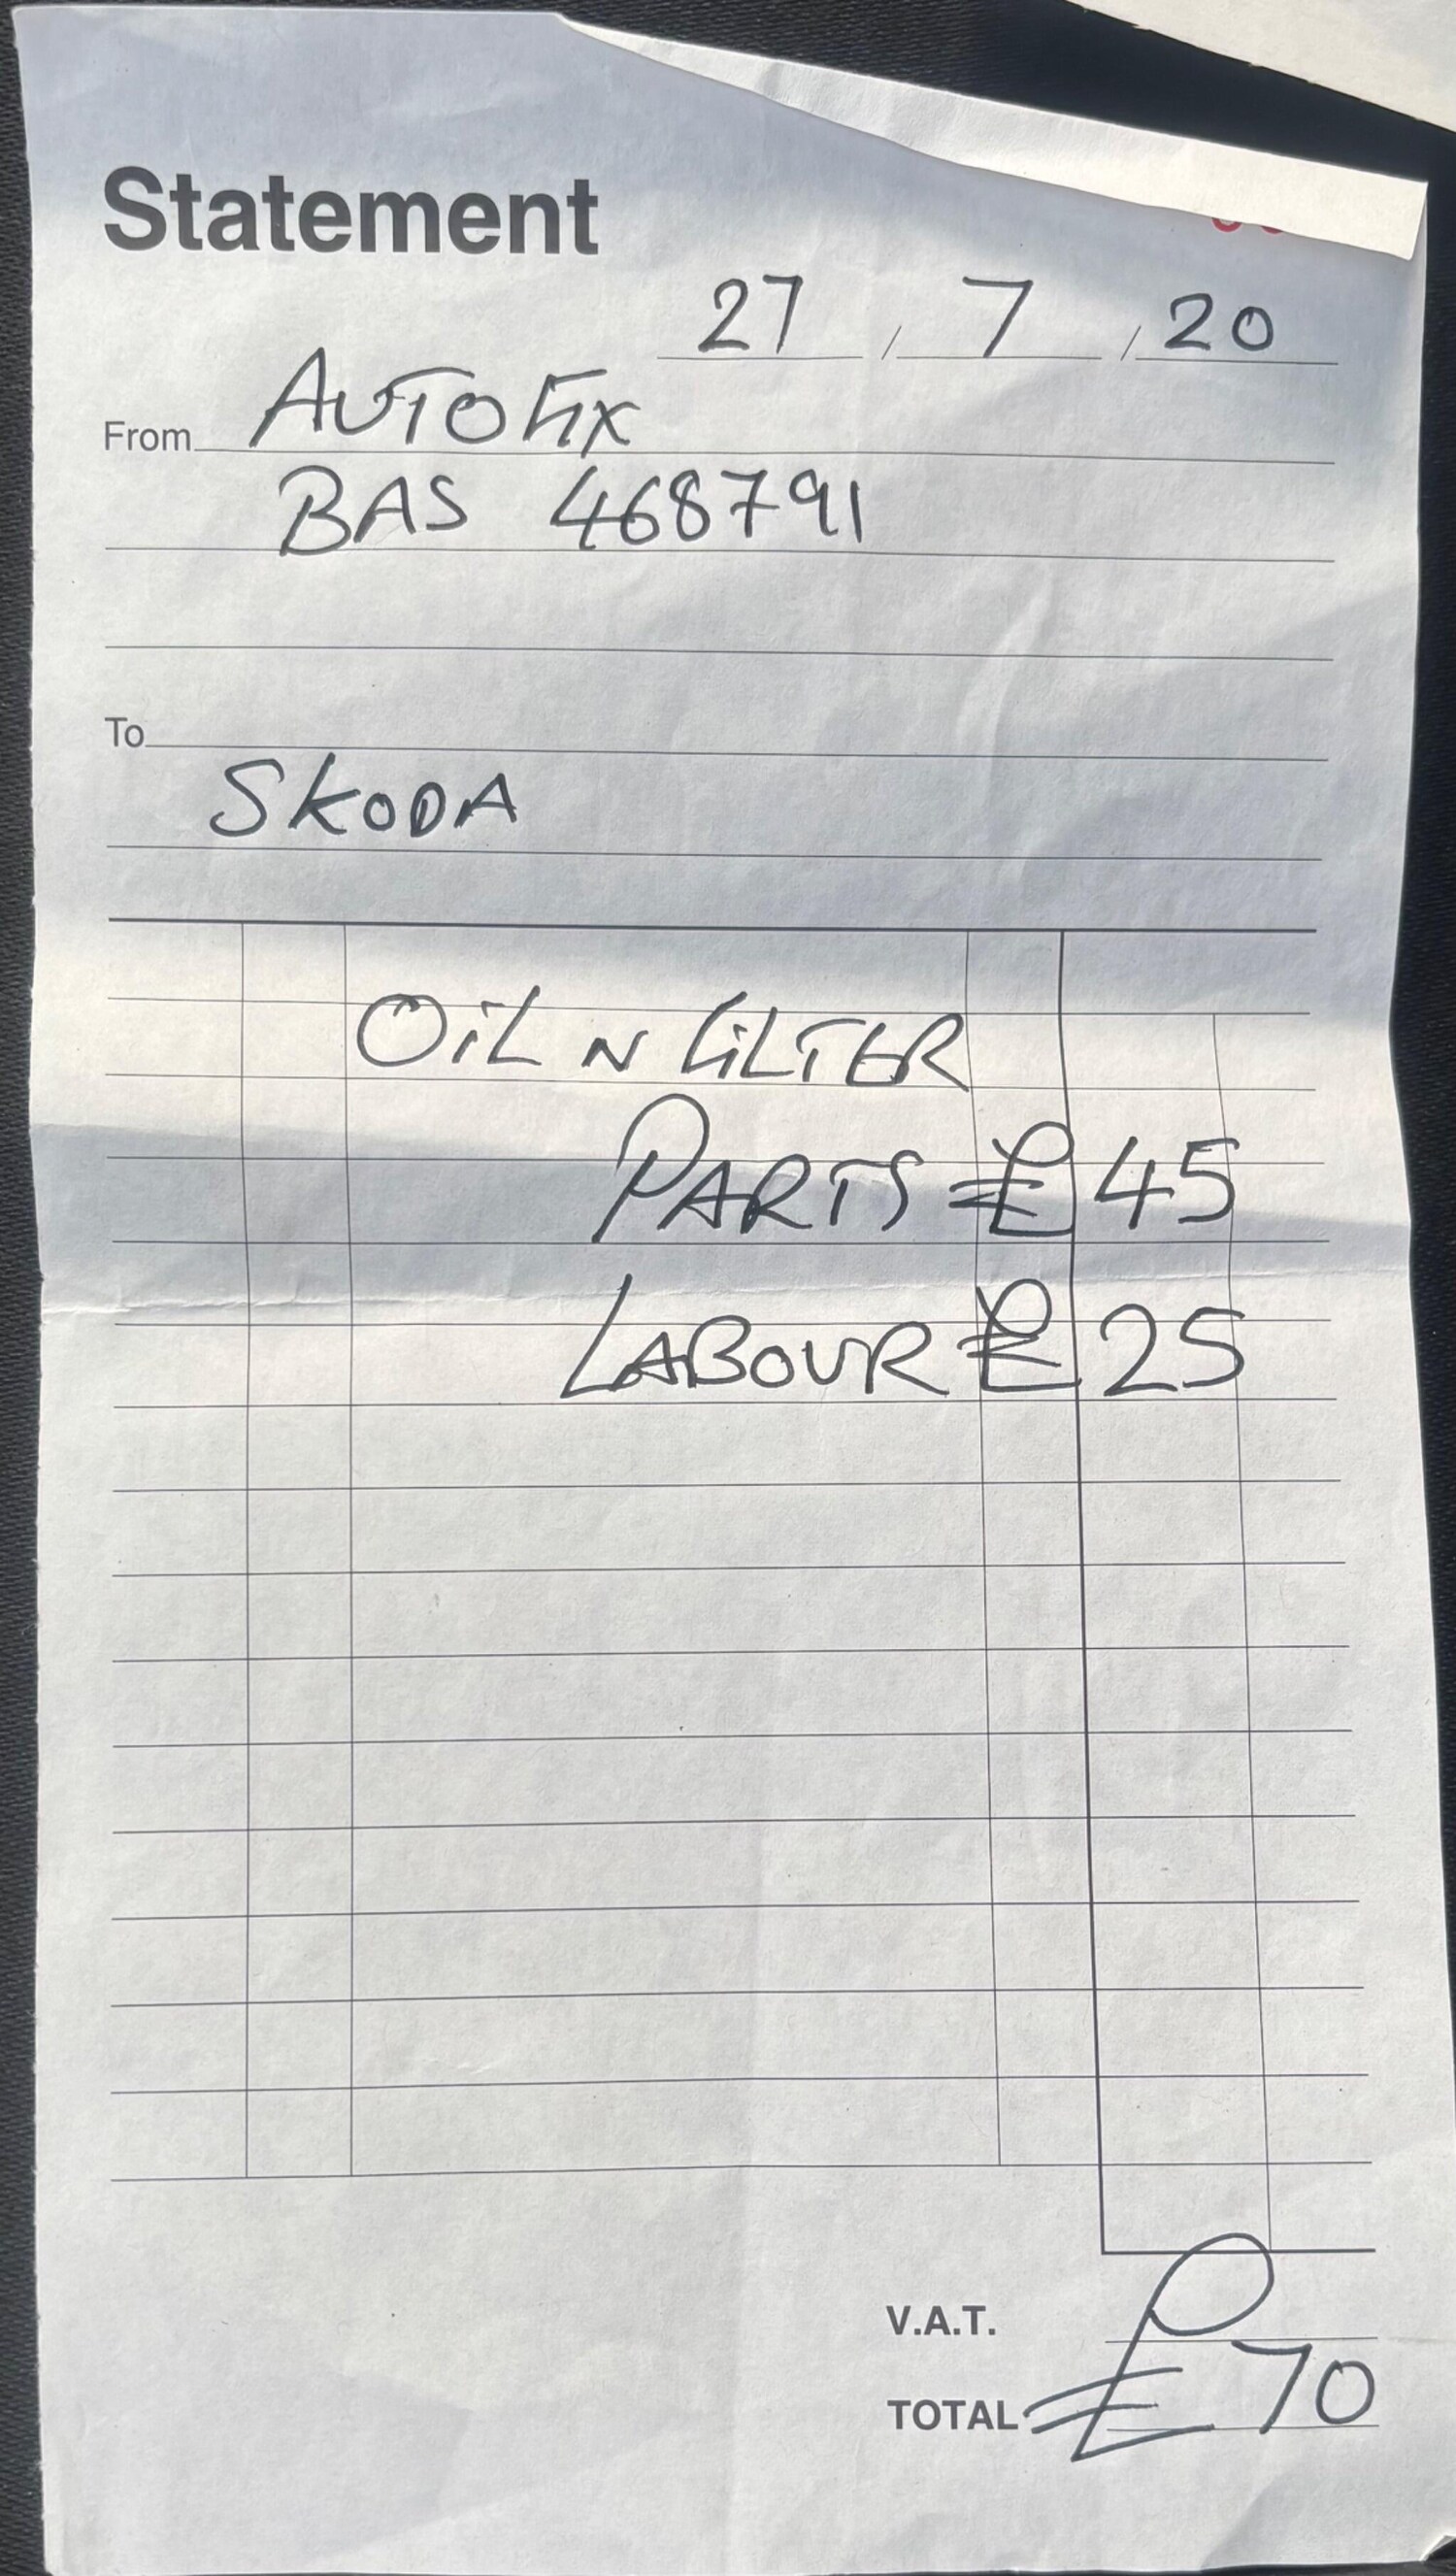 Statement
27 / 7 / 20
From AUTOFIX
BAS 468791
To
SKODA
OiL N FiLTER
PARTS £ 45
LABOUR £ 25
V.A.T.
TOTAL £ 70